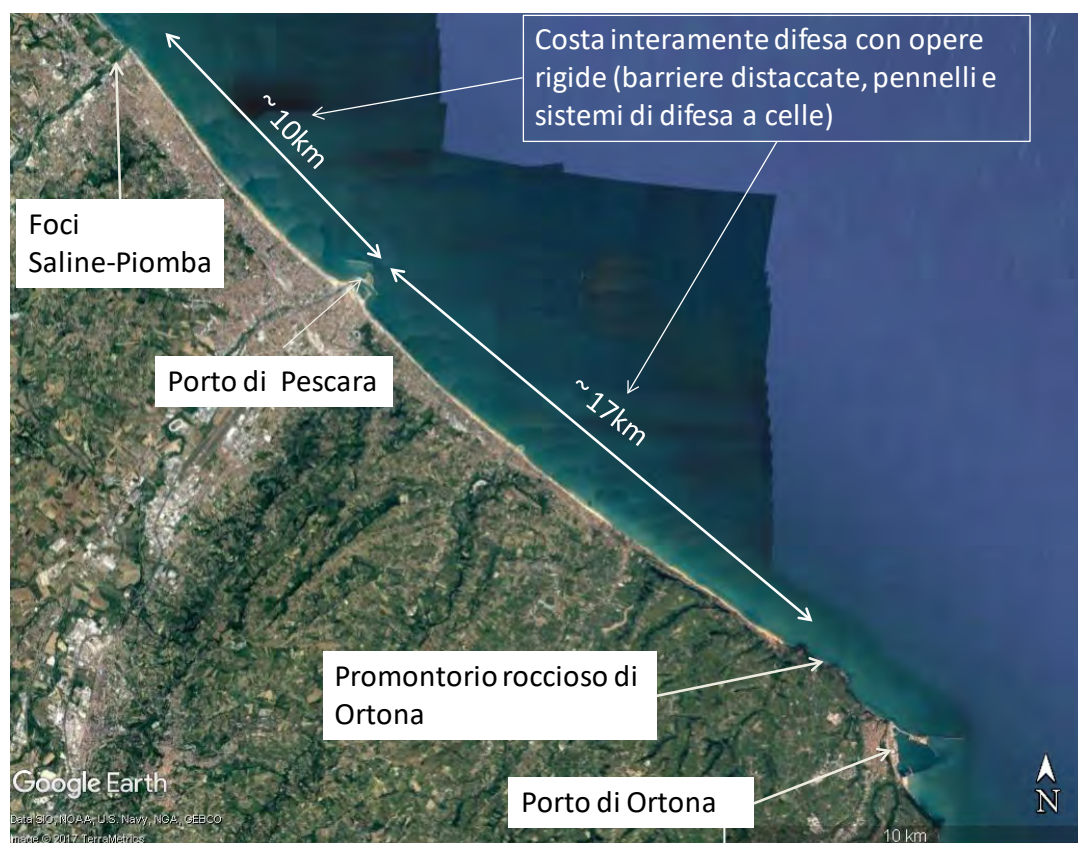 Costa interamente difesa con opere
rigide (barriere distaccate, pennelli e
sistemi di difesa a celle)
~10km
Foci
Saline-Piomba
Porto di Pescara
~17km
Promontorio roccioso di
Ortona
Porto di Ortona
Google Earth
Data SIO, NOAA, U.S. Navy, NGA, GEBCO
Image © 2017 TerraMetrics
N
10 km